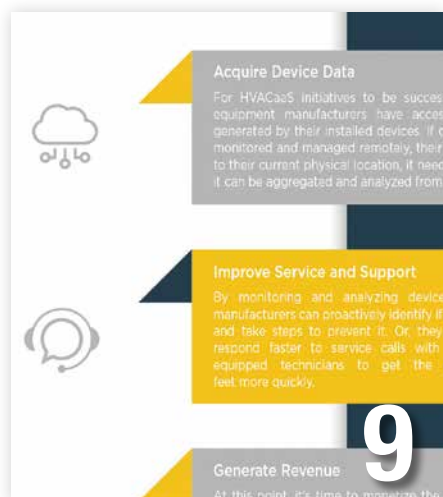 Acquire Device Data
For HVACaaS initiatives to be succes
equipment manufacturers have acces
generated by their installed devices. If
monitored and managed remotely, their
to their current physical location, it need
it can be aggregated and analyzed from
Improve Service and Support
By monitoring and analyzing device
manufacturers can proactively identify if
and take steps to prevent it. Or, they
respond faster to service calls with
equipped technicians to get the
feet more quickly.
9
Generate Revenue
At this point, it's time to monetize the